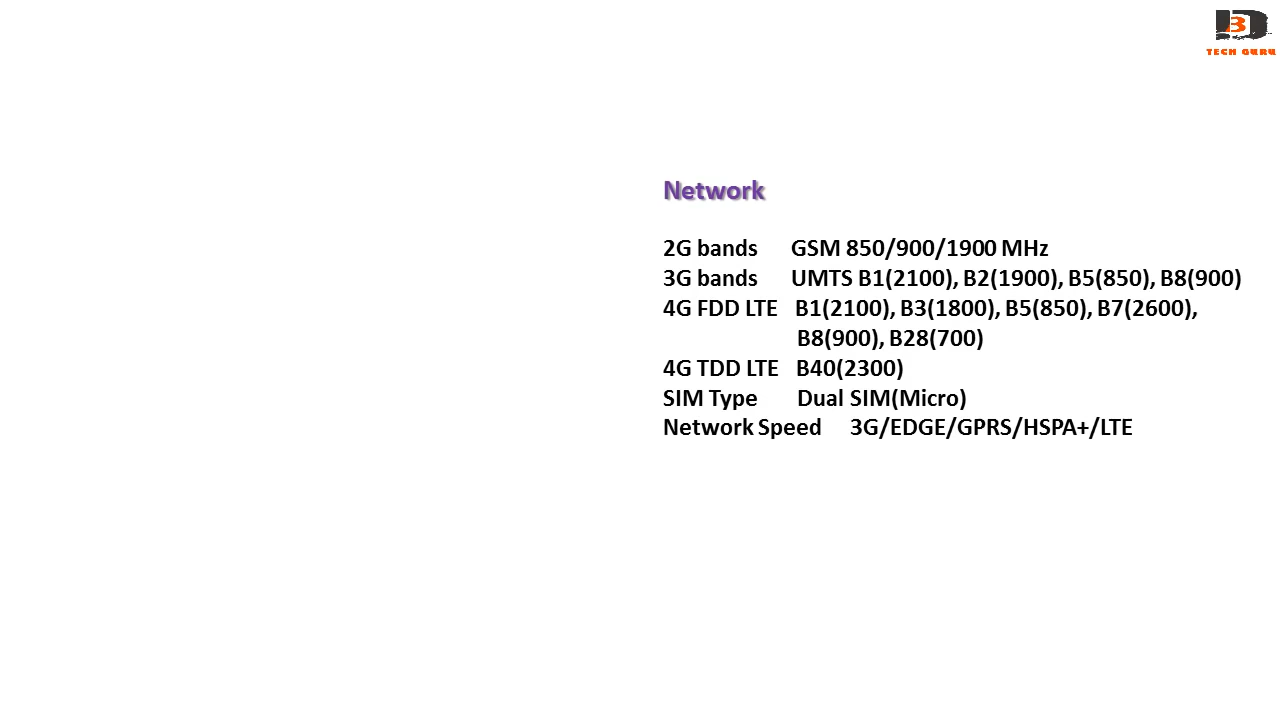 3D
TECH GURU
Network
2G bands GSM 850/900/1900 MHz
3G bands UMTS B1(2100), B2(1900), B5(850), B8(900)
4G FDD LTE B1(2100), B3(1800), B5(850), B7(2600),
B8(900), B28(700)
4G TDD LTE B40(2300)
SIM Type Dual SIM(Micro)
Network Speed 3G/EDGE/GPRS/HSPA+/LTE